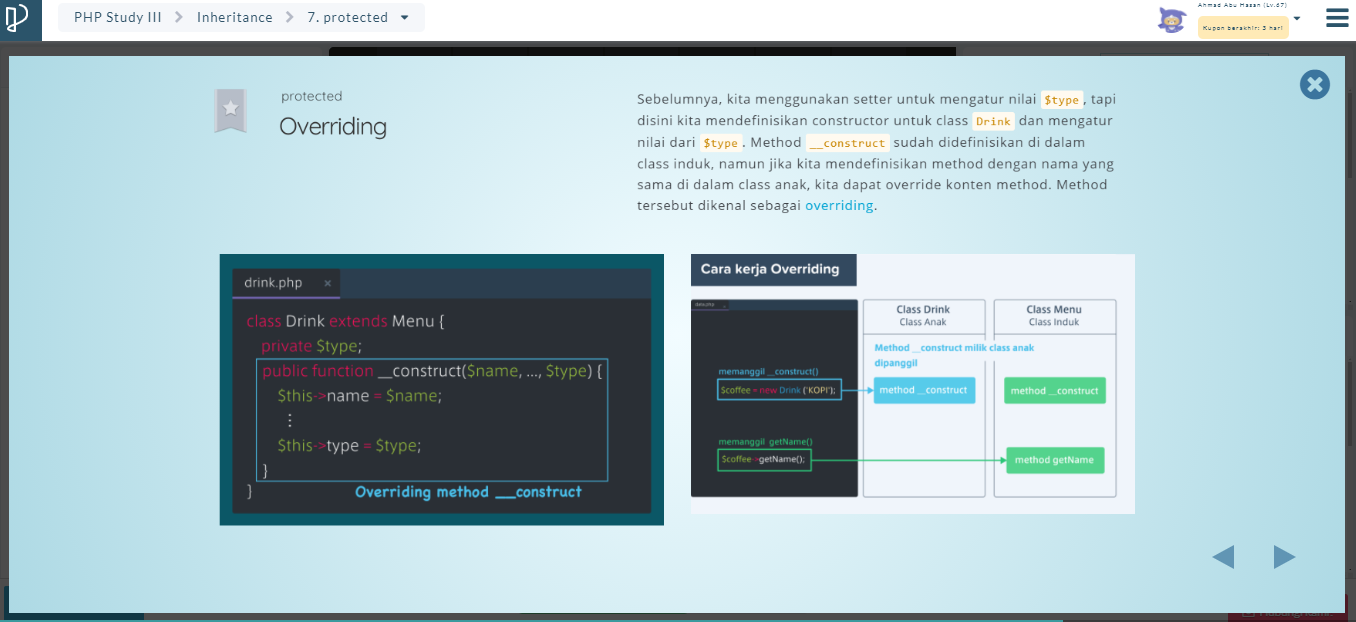 PHP Study III
Inheritance
7. protected
Ahmad Abu Hasan (Lv.67)
Kupon berakhir: 3 hari
protected
Overriding
Sebelumnya, kita menggunakan setter untuk mengatur nilai $type, tapi
disini kita mendefinisikan constructor untuk class Drink dan mengatur
nilai dari $type. Method __construct sudah didefinisikan di dalam
class induk, namun jika kita mendefinisikan method dengan nama yang
sama di dalam class anak, kita dapat override konten method. Method
tersebut dikenal sebagai overriding.
drink.php ×
class Drink extends Menu {
private $type;
public function __construct($name, ..., $type) {
$this->name = $name;
⋮
$this->type = $type;
}
}
Overriding method __construct
Cara kerja Overriding
Class Drink
Class Anak
Class Menu
Class Induk
Method __construct milik class anak
dipanggil
memanggil __construct()
$coffee = new Drink ('KOPI');
method __construct
method __construct
memanggil getName()
$coffee->getName();
method getName